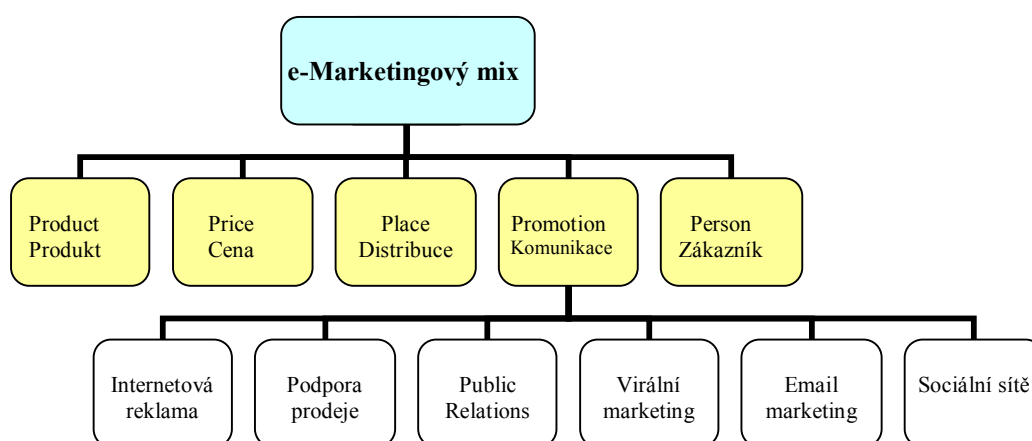 e-Marketingový mix
Product
Produkt
Price
Cena
Place
Distribuce
Promotion
Komunikace
Person
Zákazník
Internetová
reklama
Podpora
prodeje
Public
Relations
Virální
marketing
Email
marketing
Sociální sítě